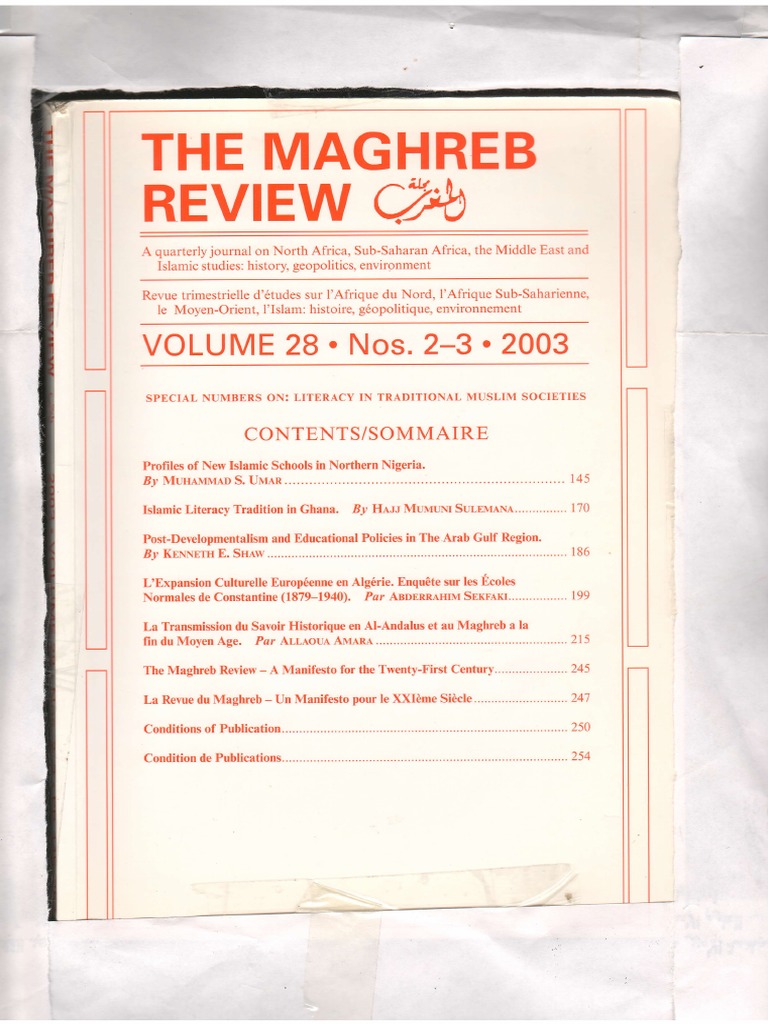 THE MAGHREB
REVIEW مجلة المغرب
A quarterly journal on North Africa, Sub-Saharan Africa, the Middle East and
Islamic studies: history, geopolitics, environment
Revue trimestrielle d'études sur l'Afrique du Nord, l'Afrique Sub-Saharienne,
le Moyen-Orient, l'Islam: histoire, géopolitique, environnement
VOLUME 28 • Nos. 2–3 • 2003
SPECIAL NUMBERS ON: LITERACY IN TRADITIONAL MUSLIM SOCIETIES
CONTENTS/SOMMAIRE
Profiles of New Islamic Schools in Northern Nigeria.
By MUHAMMAD S. UMAR 145
Islamic Literacy Tradition in Ghana. By HAJJ MUMUNI SULEMANA 170
Post-Developmentalism and Educational Policies in The Arab Gulf Region.
By KENNETH E. SHAW 186
L'Expansion Culturelle Européenne en Algérie. Enquête sur les Écoles
Normales de Constantine (1879–1940). Par ABDERRAHIM SEKFAKI 199
La Transmission du Savoir Historique en Al-Andalus et au Maghreb a la
fin du Moyen Age. Par ALLAOUA AMARA 215
The Maghreb Review – A Manifesto for the Twenty-First Century 245
La Revue du Maghreb – Un Manifesto pour le XXIème Siècle 247
Conditions of Publication 250
Condition de Publications 254
THE MAGHREB REVIEW